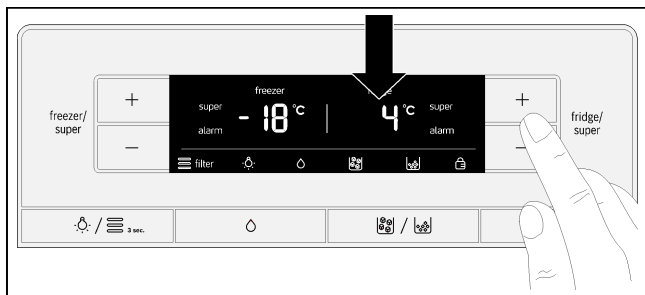 freezer
super
- 18 °C
alarm
4 °C
super
alarm
filter
freezer/
super
+
−
+
−
fridge/
super
/ 3 sec.
/